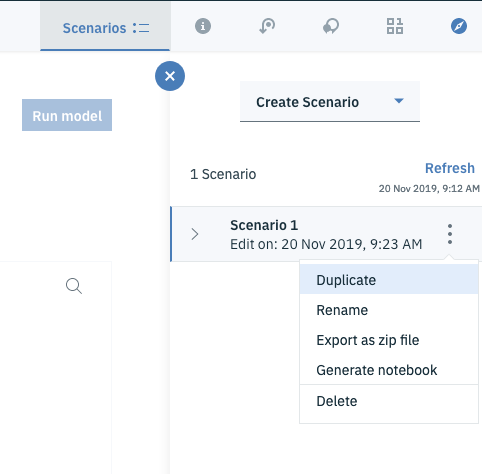 Scenarios
Run model
Create Scenario
1 Scenario
Refresh
20 Nov 2019, 9:12 AM
Scenario 1
Edit on: 20 Nov 2019, 9:23 AM
Duplicate
Rename
Export as zip file
Generate notebook
Delete